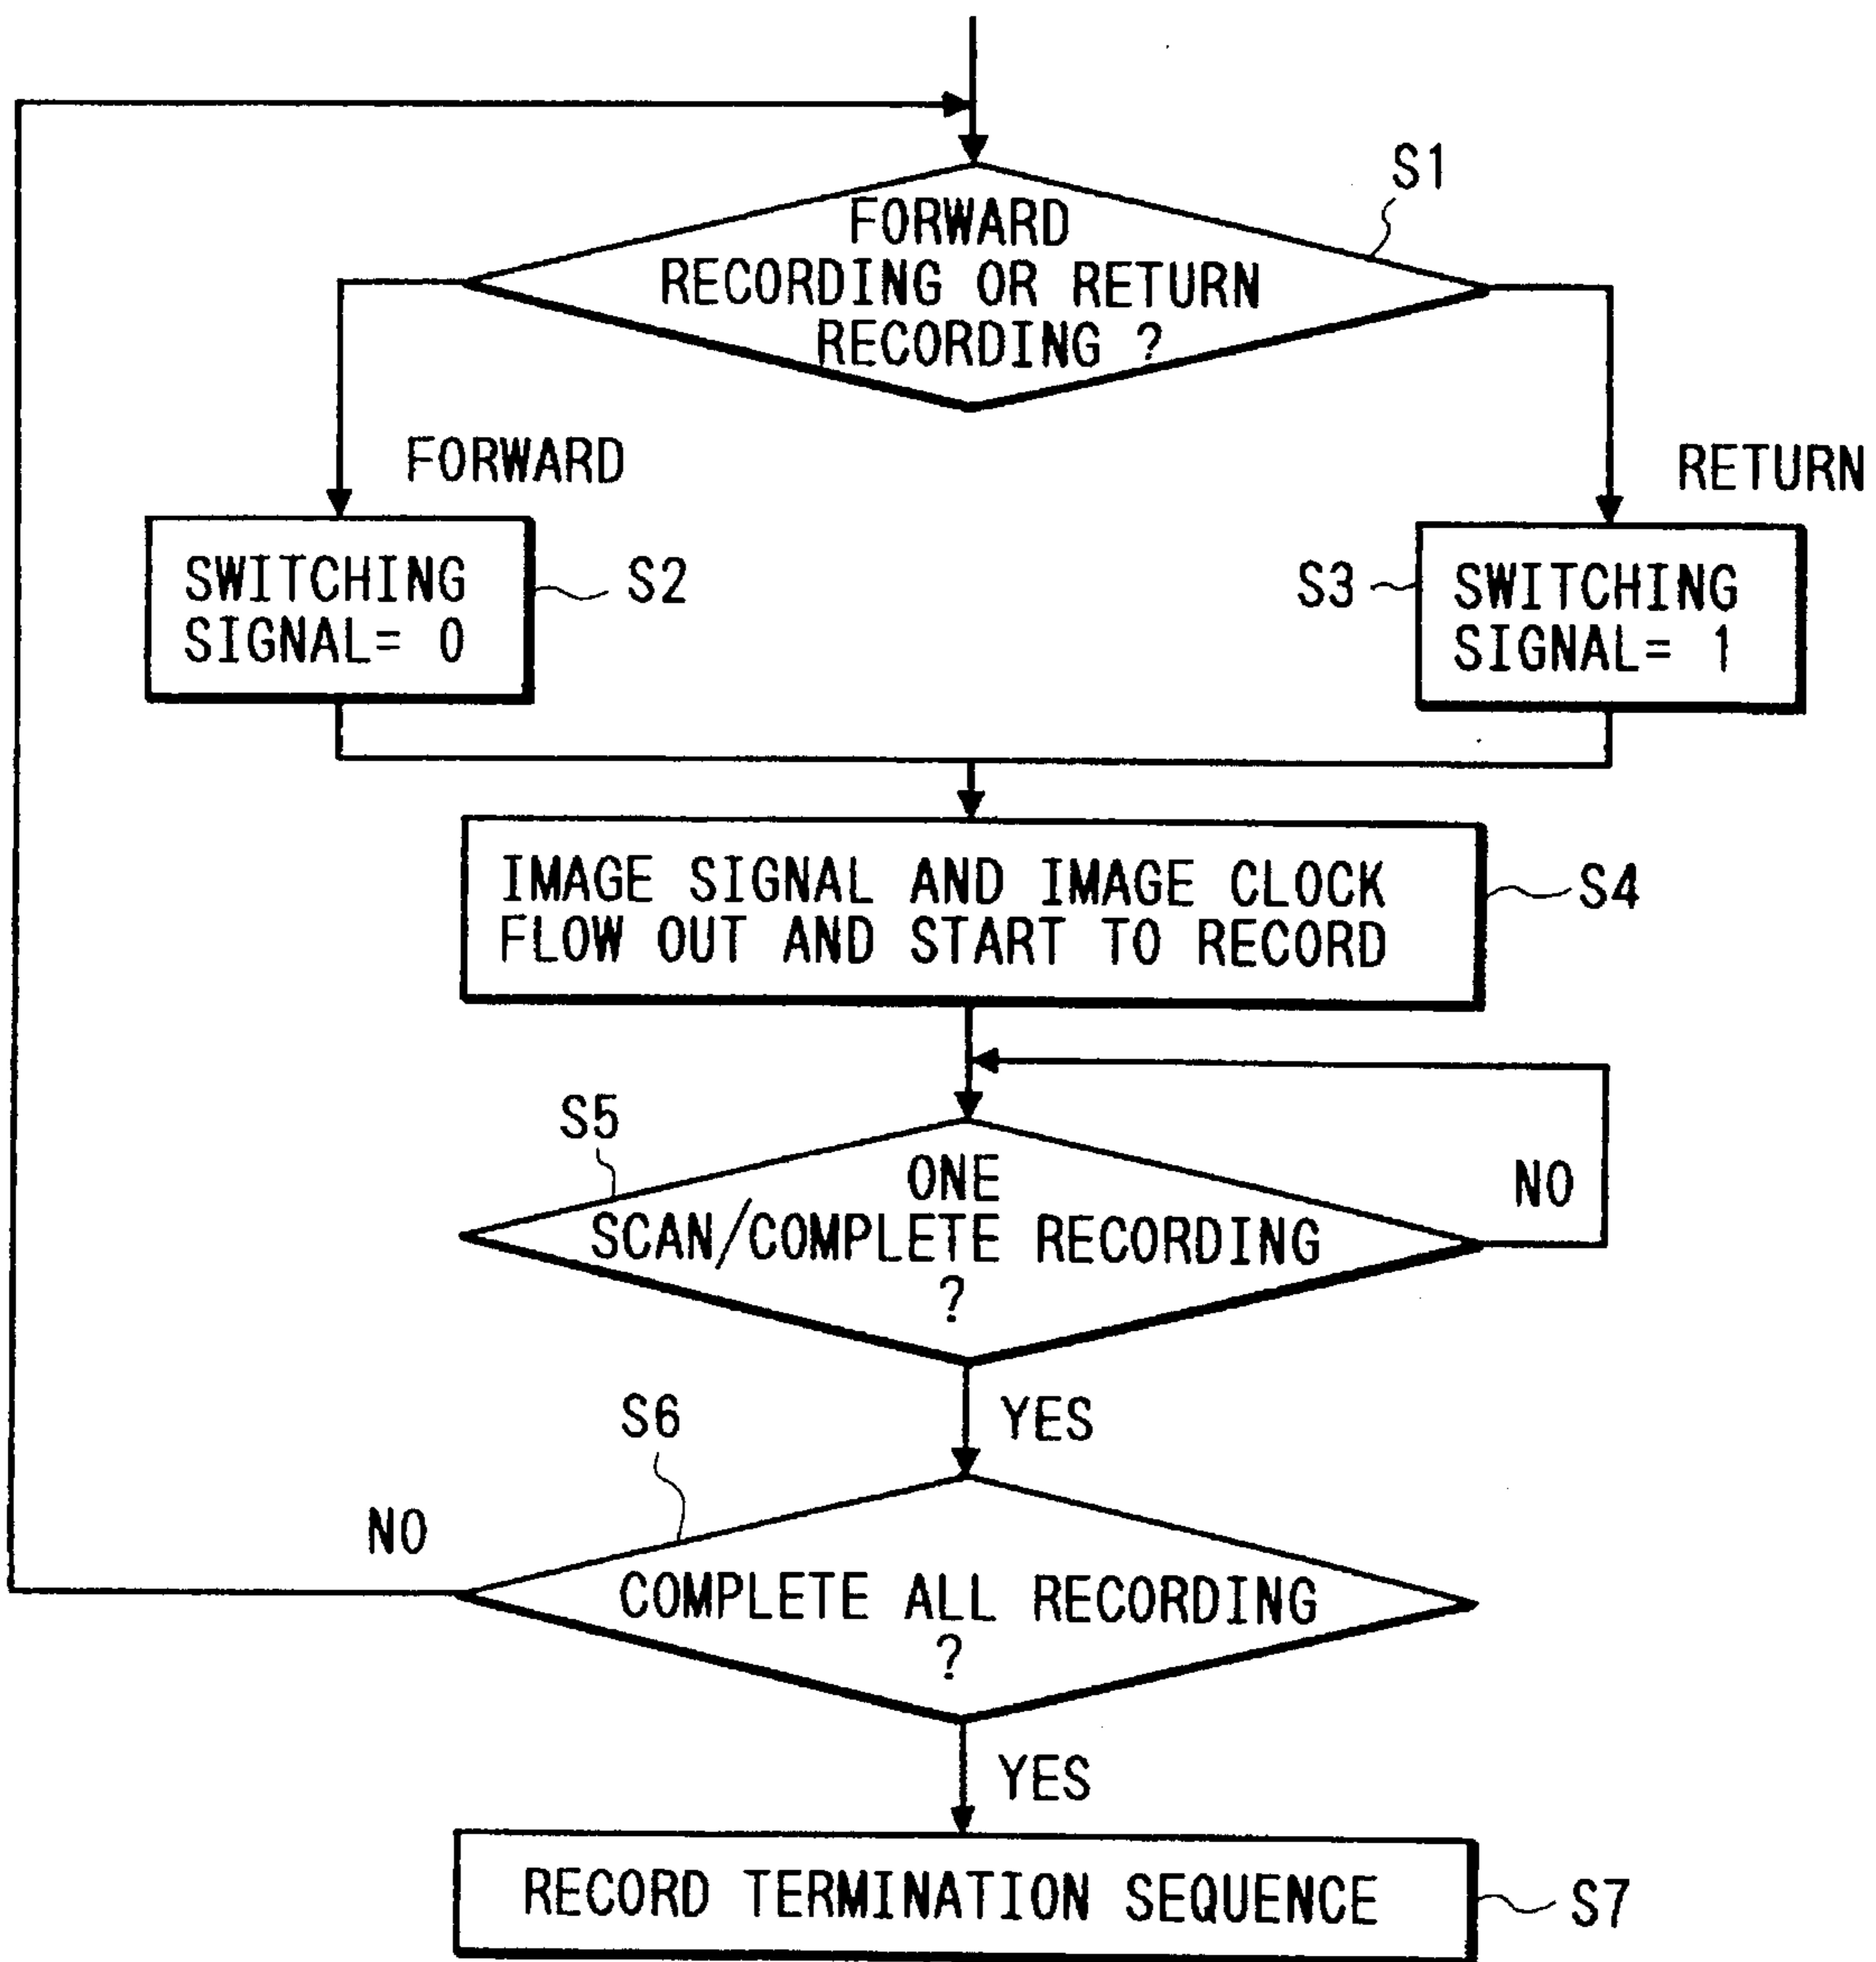 S1
FORWARD
RECORDING OR RETURN
RECORDING ?
FORWARD
RETURN
SWITCHING
SIGNAL= 0
S2
S3
SWITCHING
SIGNAL= 1
IMAGE SIGNAL AND IMAGE CLOCK
FLOW OUT AND START TO RECORD
S4
S5
ONE
SCAN/COMPLETE RECORDING
?
NO
YES
S6
NO
COMPLETE ALL RECORDING
?
YES
RECORD TERMINATION SEQUENCE
S7